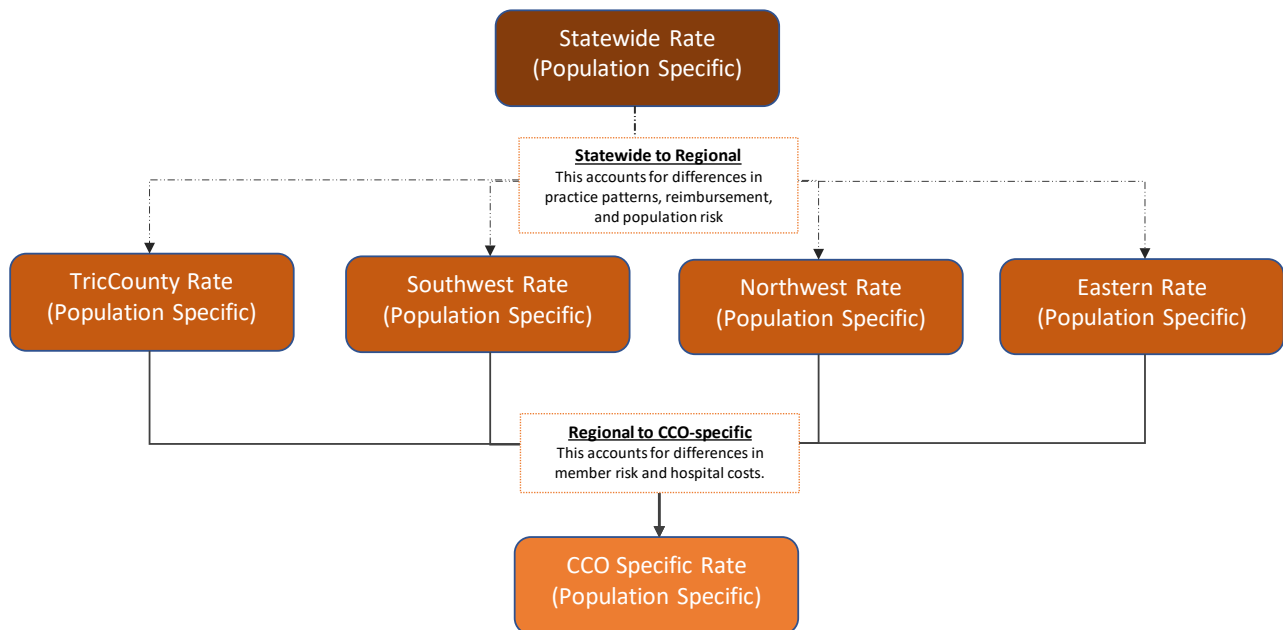 Statewide Rate
(Population Specific)
Statewide to Regional
This accounts for differences in
practice patterns, reimbursement,
and population risk
TricCounty Rate
(Population Specific)
Southwest Rate
(Population Specific)
Northwest Rate
(Population Specific)
Eastern Rate
(Population Specific)
Regional to CCO-specific
This accounts for differences in
member risk and hospital costs.
CCO Specific Rate
(Population Specific)